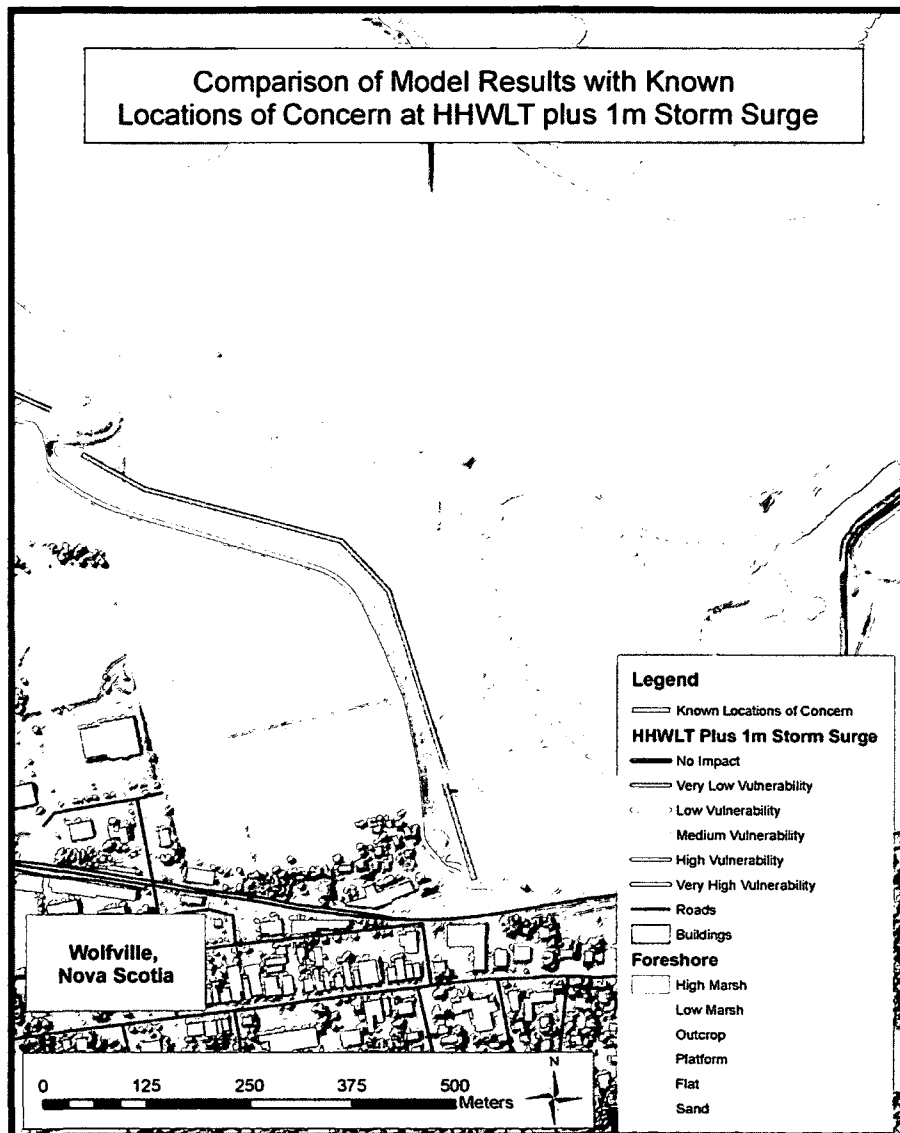 Comparison of Model Results with Known
Locations of Concern at HHWLT plus 1m Storm Surge
Legend
Known Locations of Concern
HHWLT Plus 1m Storm Surge
No Impact
Very Low Vulnerability
Low Vulnerability
Medium Vulnerability
High Vulnerability
Very High Vulnerability
Roads
Buildings
Foreshore
High Marsh
Low Marsh
Outcrop
Platform
Flat
Sand
Wolfville,
Nova Scotia
0 125 250 375 500
Meters
N